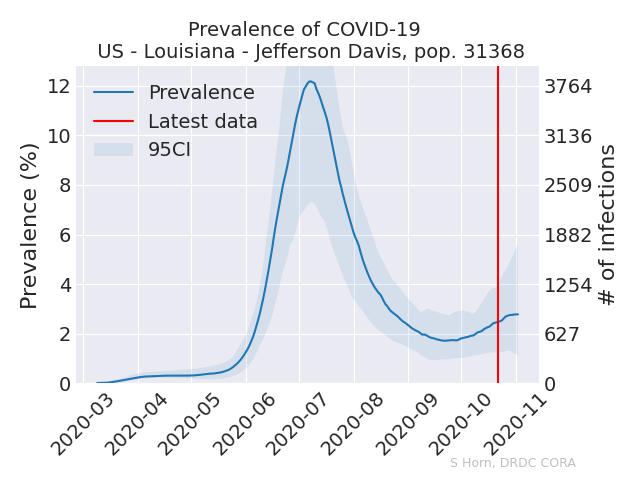 Prevalence of COVID-19
US - Louisiana - Jefferson Davis, pop. 31368
Prevalence
Latest data
95CI
Prevalence (%)
12
10
8
6
4
2
0
3764
3136
2509
1882
1254
627
0
# of infections
2020-03
2020-04
2020-05
2020-06
2020-07
2020-08
2020-09
2020-10
2020-11
S Horn, DRDC CORA